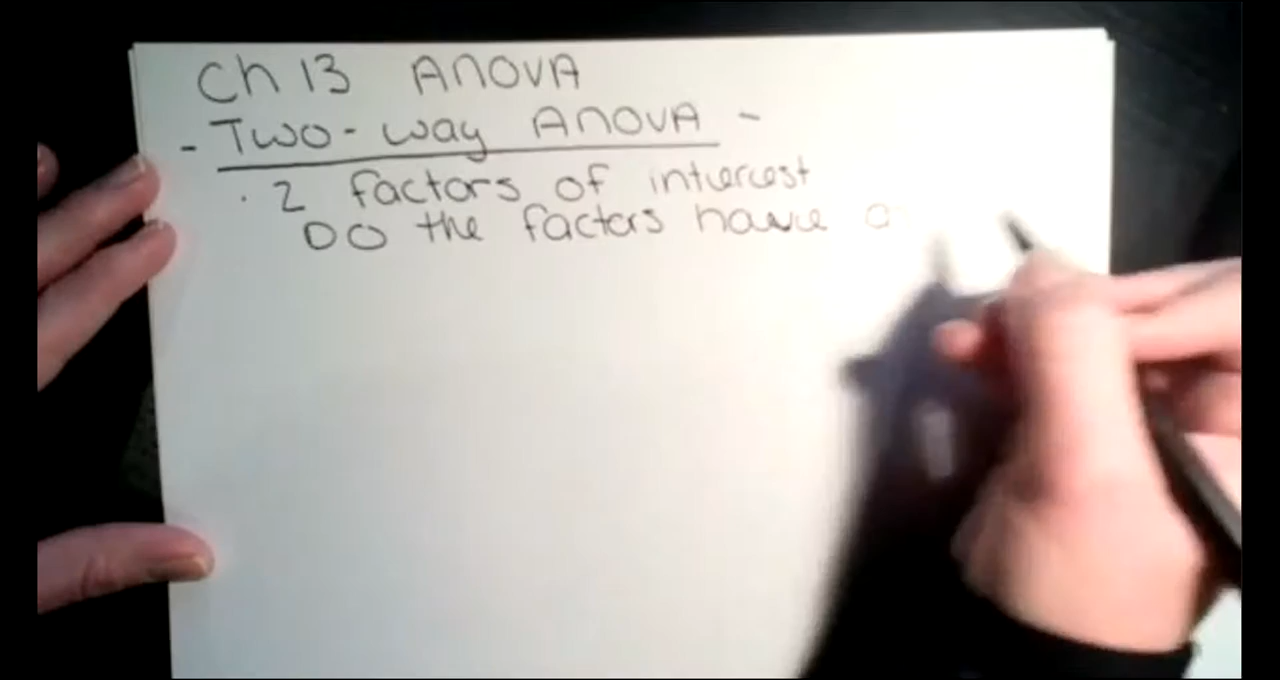 Ch 13 ANOVA
- Two-way ANOVA -
· 2 factors of interest
Do the factors have a